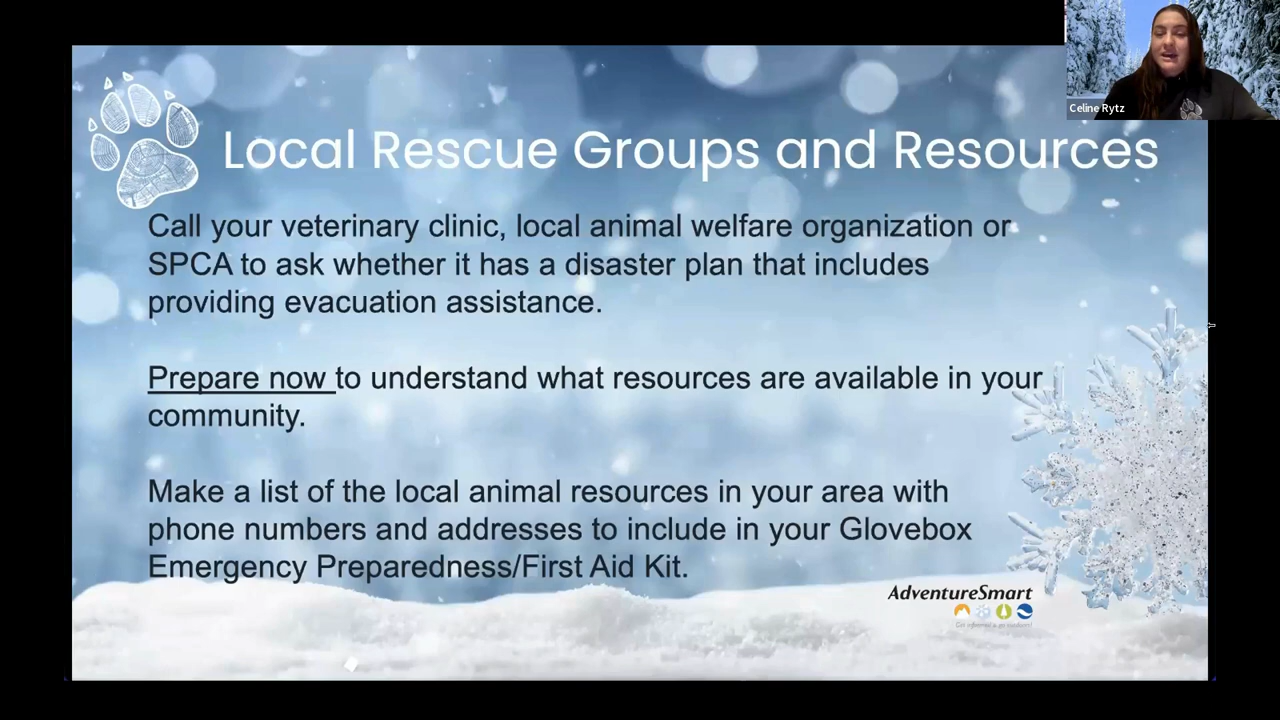 Celine Rytz
Local Rescue Groups and Resources
Call your veterinary clinic, local animal welfare organization or
SPCA to ask whether it has a disaster plan that includes
providing evacuation assistance.
Prepare now to understand what resources are available in your
community.
Make a list of the local animal resources in your area with
phone numbers and addresses to include in your Glovebox
Emergency Preparedness/First Aid Kit.
AdventureSmart